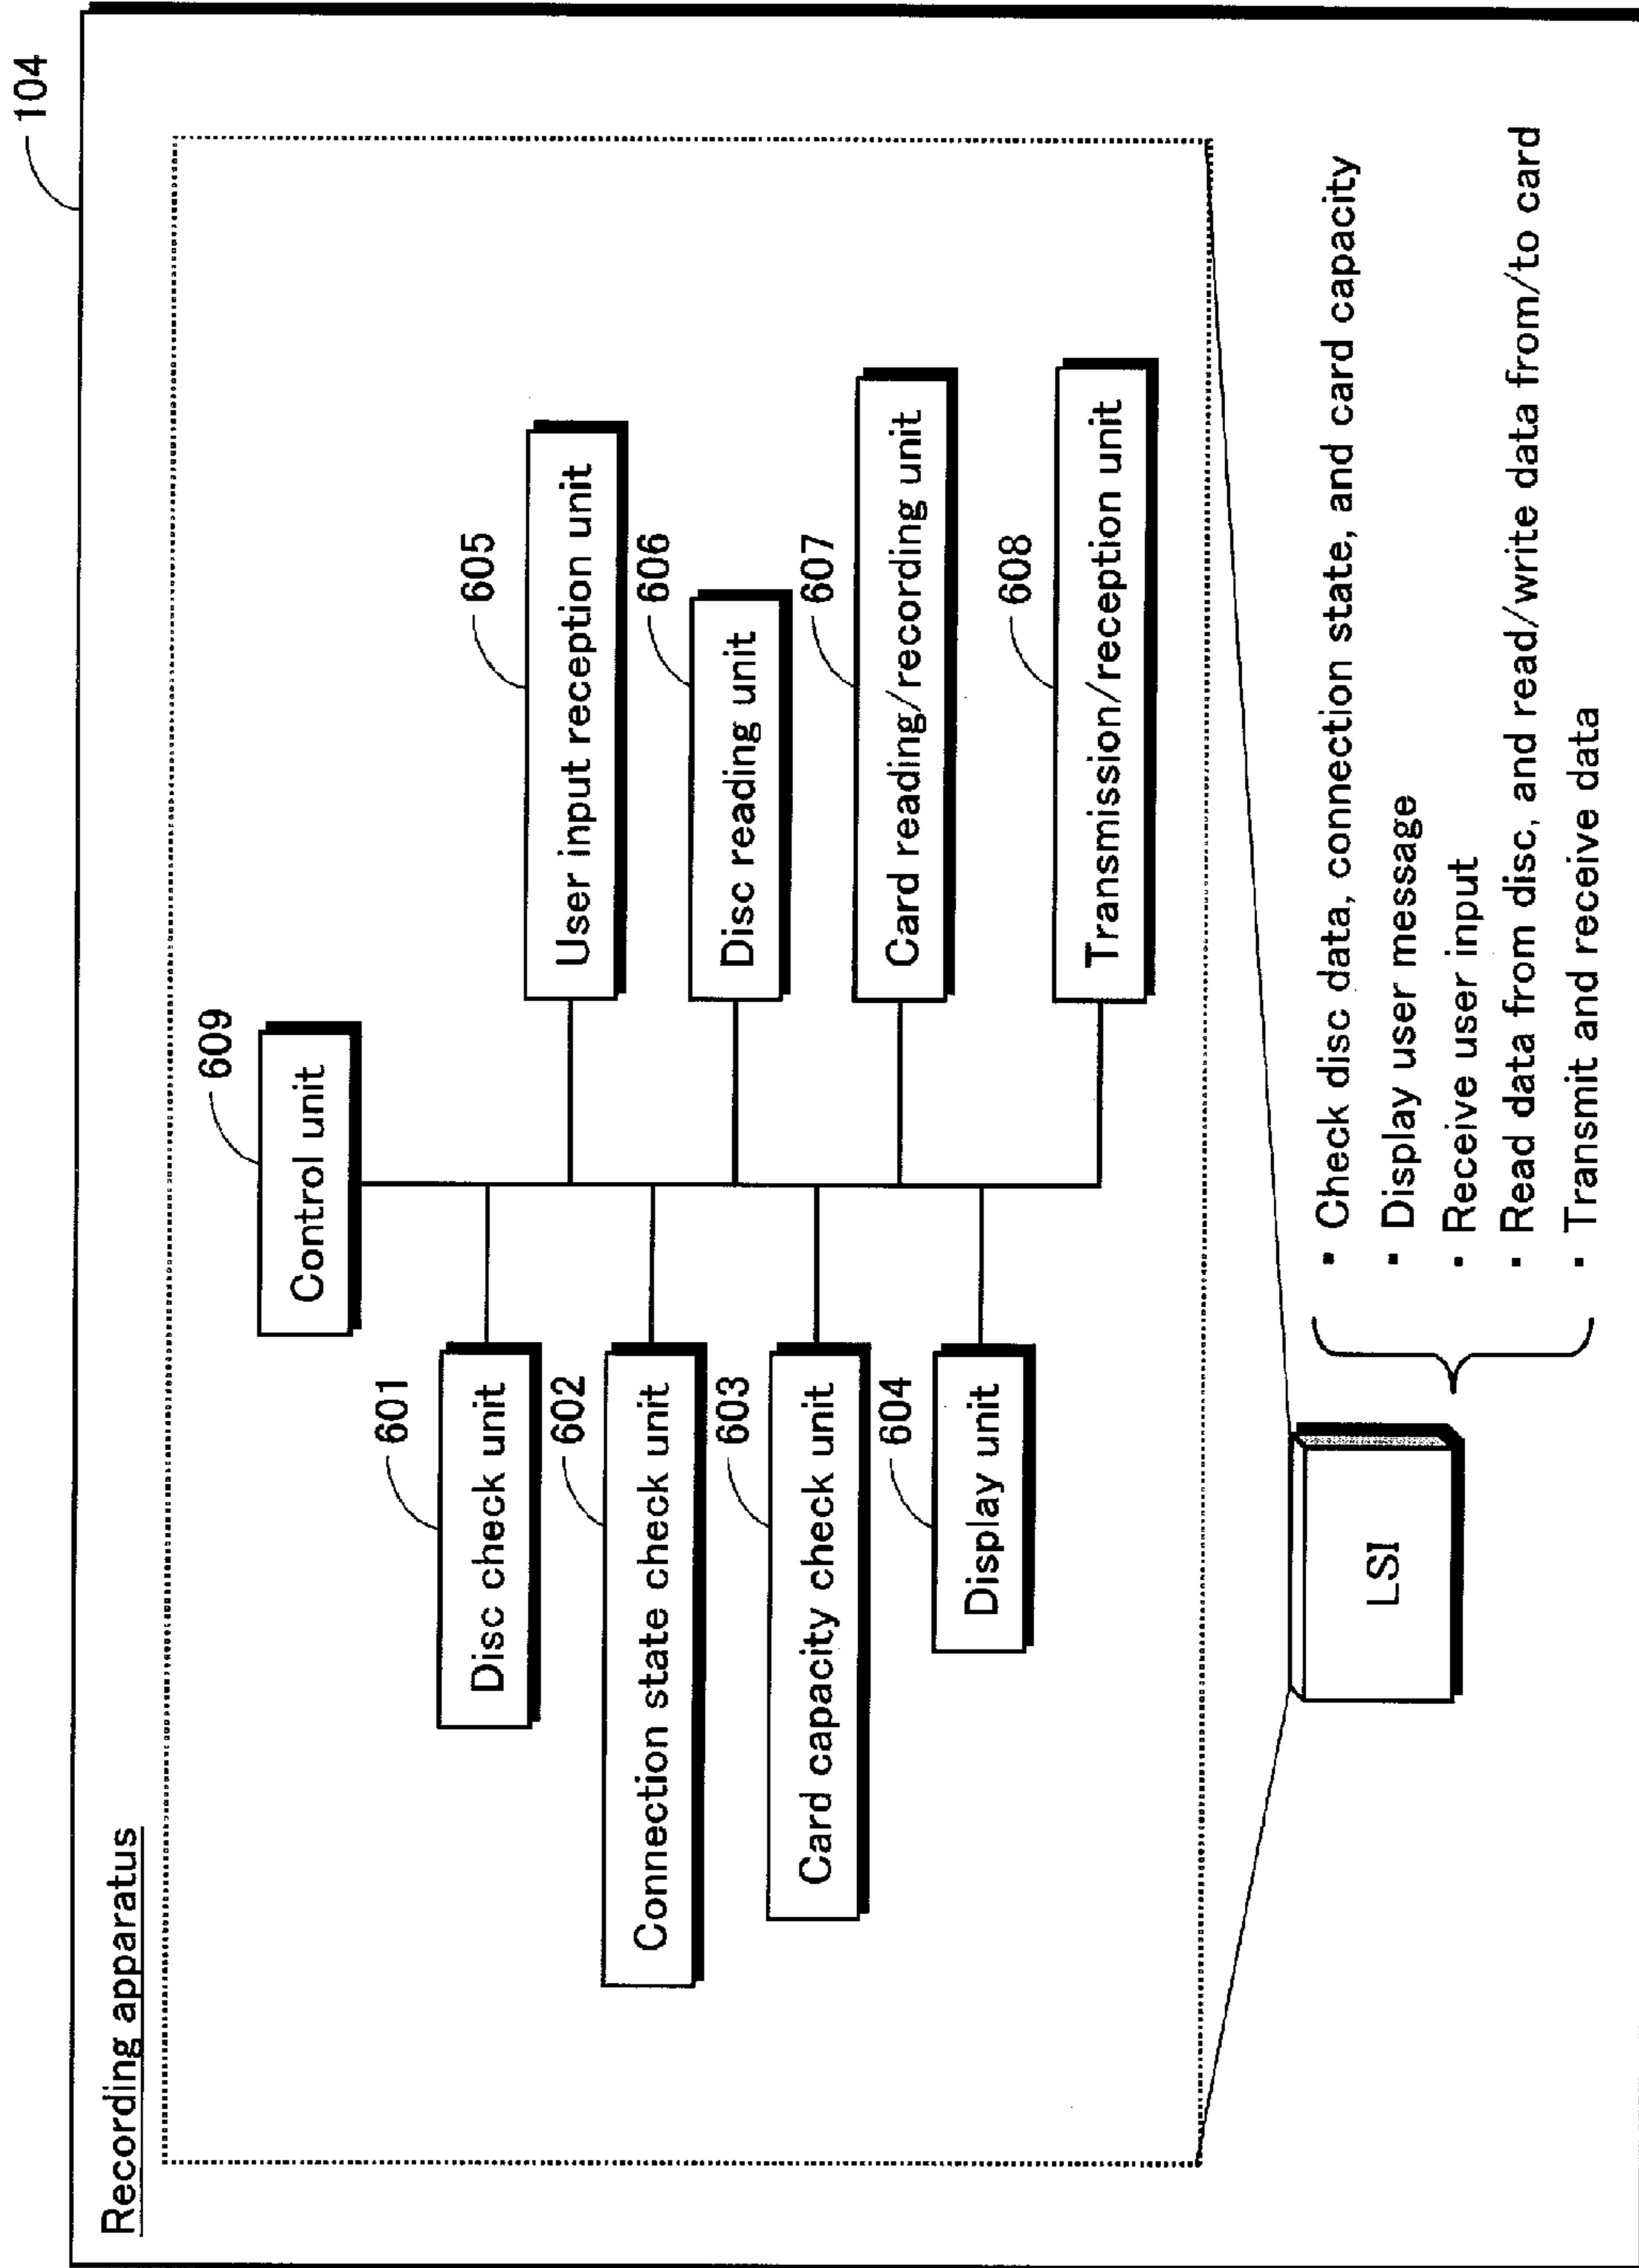 104
Recording apparatus
609
Control unit
601
Disc check unit
602
Connection state check unit
603
Card capacity check unit
604
Display unit
605
User input reception unit
606
Disc reading unit
607
Card reading/recording unit
608
Transmission/reception unit
LSI
・Check disc data, connection state, and card capacity
・Display user message
・Receive user input
・Read data from disc, and read/write data from/to card
・Transmit and receive data